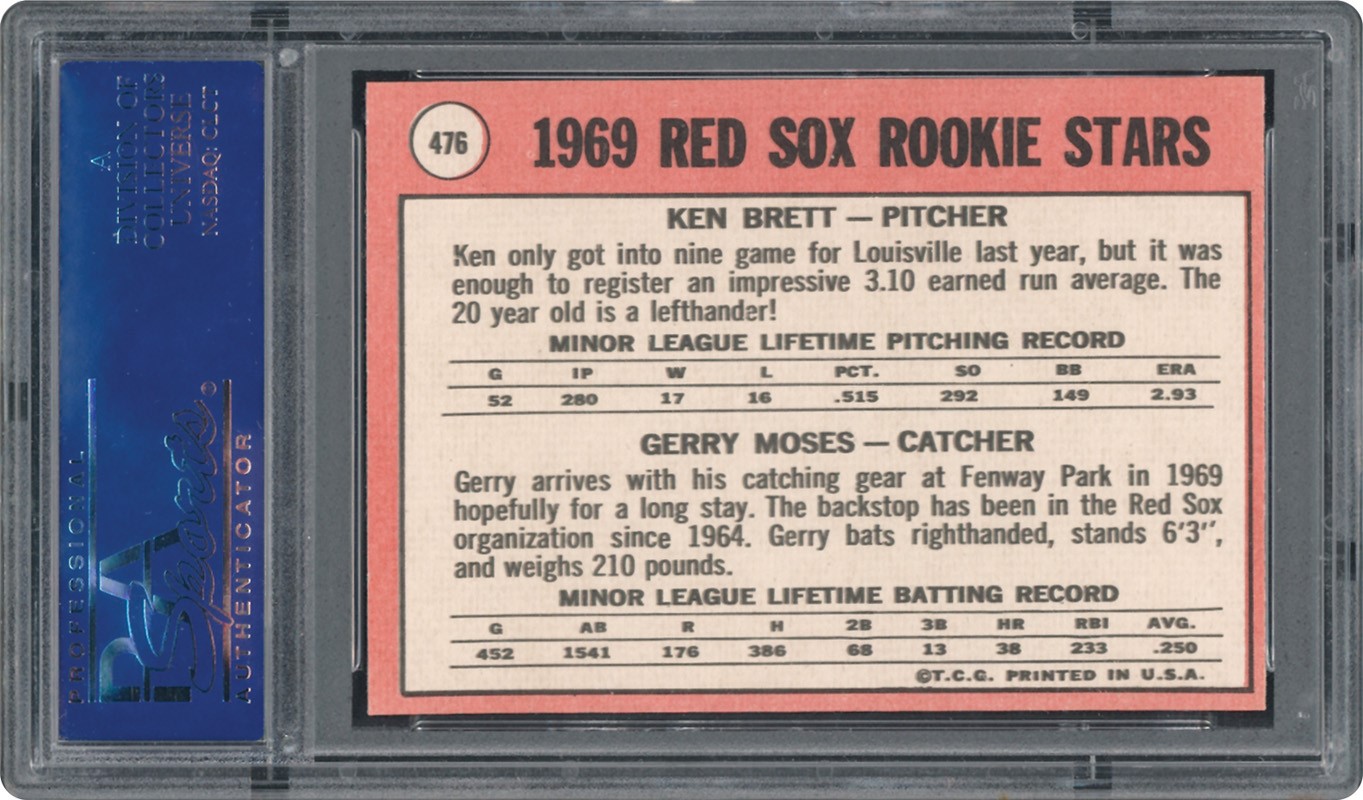 A
DIVISION OF
COLLECTORS
UNIVERSE
NASDAQ: CLCT
PROFESSIONAL
PSA
Sports®
AUTHENTICATOR
476
1969 RED SOX ROOKIE STARS
KEN BRETT — PITCHER
Ken only got into nine game for Louisville last year, but it was
enough to register an impressive 3.10 earned run average. The
20 year old is a lefthander!
MINOR LEAGUE LIFETIME PITCHING RECORD
G IP W L PCT. SO BB ERA
52 280 17 16 .515 292 149 2.93
GERRY MOSES — CATCHER
Gerry arrives with his catching gear at Fenway Park in 1969
hopefully for a long stay. The backstop has been in the Red Sox
organization since 1964. Gerry bats righthanded, stands 6'3'',
and weighs 210 pounds.
MINOR LEAGUE LIFETIME BATTING RECORD
G AB R H 2B 3B HR RBI AVG.
452 1541 176 386 68 13 38 233 .250
©T.C.G. PRINTED IN U.S.A.